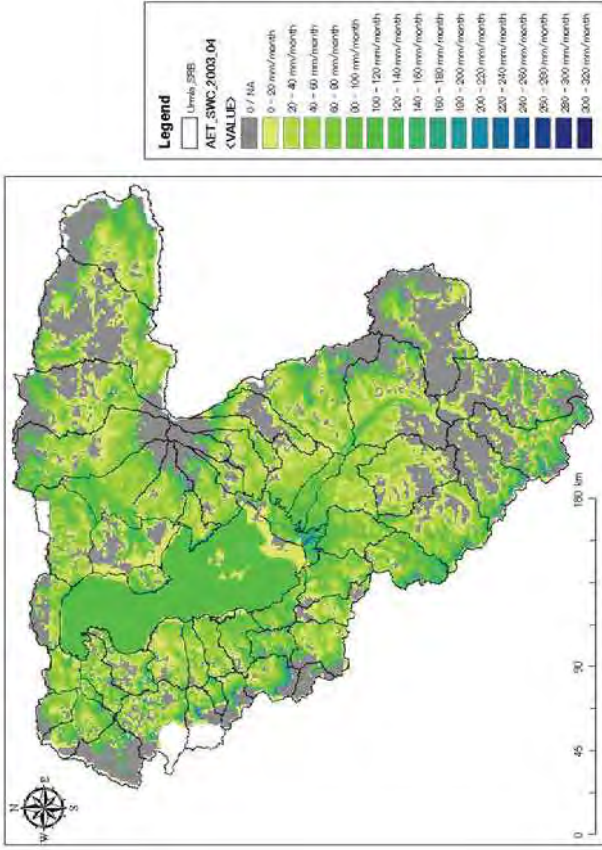 Legend
Urmia_SRB
AET_SWC_2003_04
<VALUE>
0 / NA
0 - 20 mm/month
20 - 40 mm/month
40 - 60 mm/month
60 - 80 mm/month
80 - 100 mm/month
100 - 120 mm/month
120 - 140 mm/month
140 - 160 mm/month
160 - 180 mm/month
180 - 200 mm/month
200 - 220 mm/month
220 - 240 mm/month
240 - 260 mm/month
260 - 280 mm/month
280 - 300 mm/month
300 - 320 mm/month
N
W
E
S
0
45
90
180 km